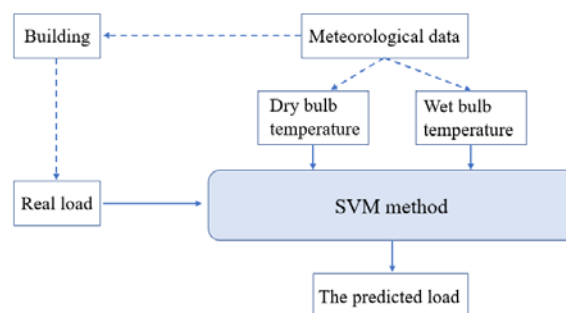 Building
Meteorological data
Dry bulb
temperature
Wet bulb
temperature
Real load
SVM method
The predicted load